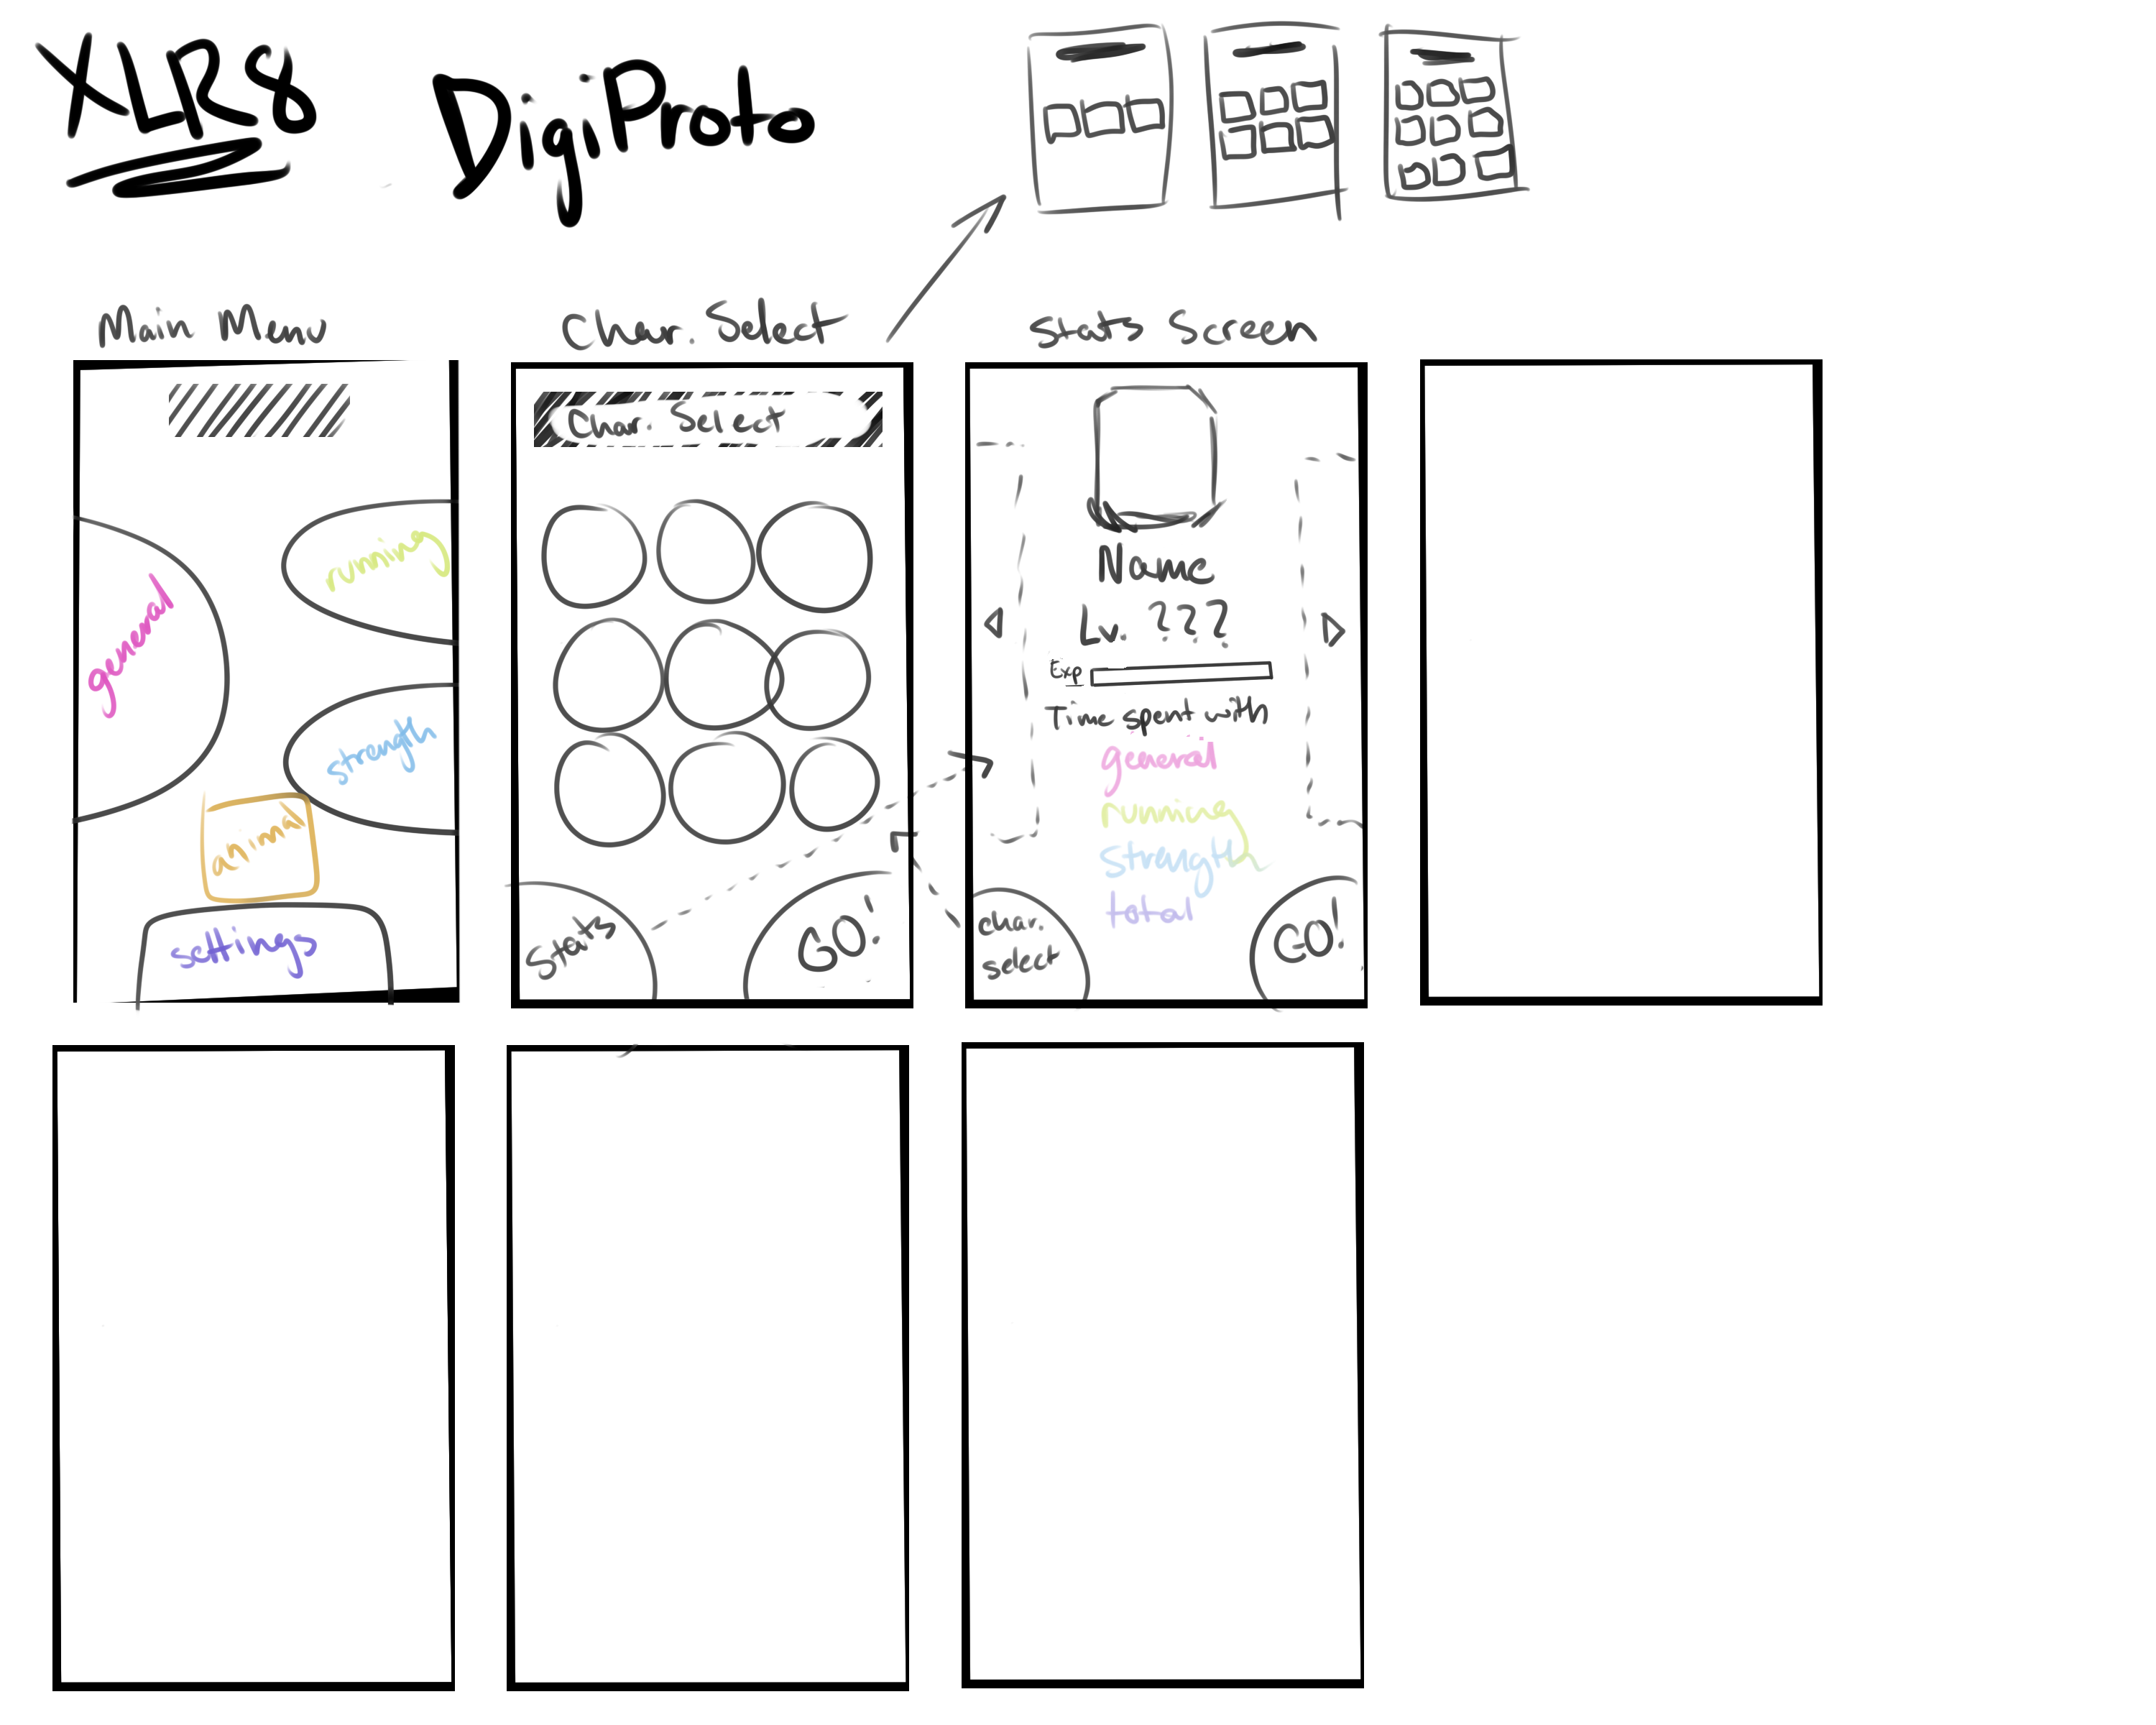 XLR8
DigiProto
Main Menu
Char. Select
Stats Screen
general
running
strength
animal
settings
Char. Select
Stats
GO!
Name
Lv. ???
Exp
Time spent with
general
running
strength
total
char.
select
GO!